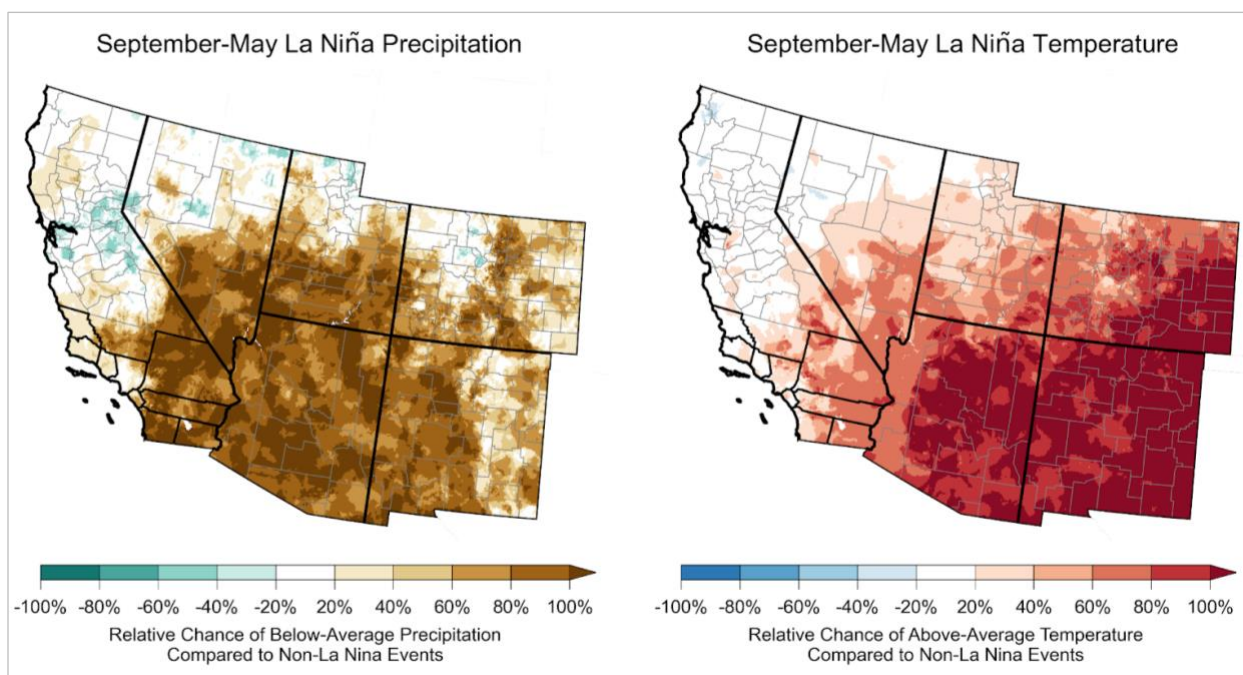 September-May La Niña Precipitation
September-May La Niña Temperature
-100% -80% -60% -40% -20% 20% 40% 60% 80% 100%
Relative Chance of Below-Average Precipitation
Compared to Non-La Nina Events
-100% -80% -60% -40% -20% 20% 40% 60% 80% 100%
Relative Chance of Above-Average Temperature
Compared to Non-La Nina Events